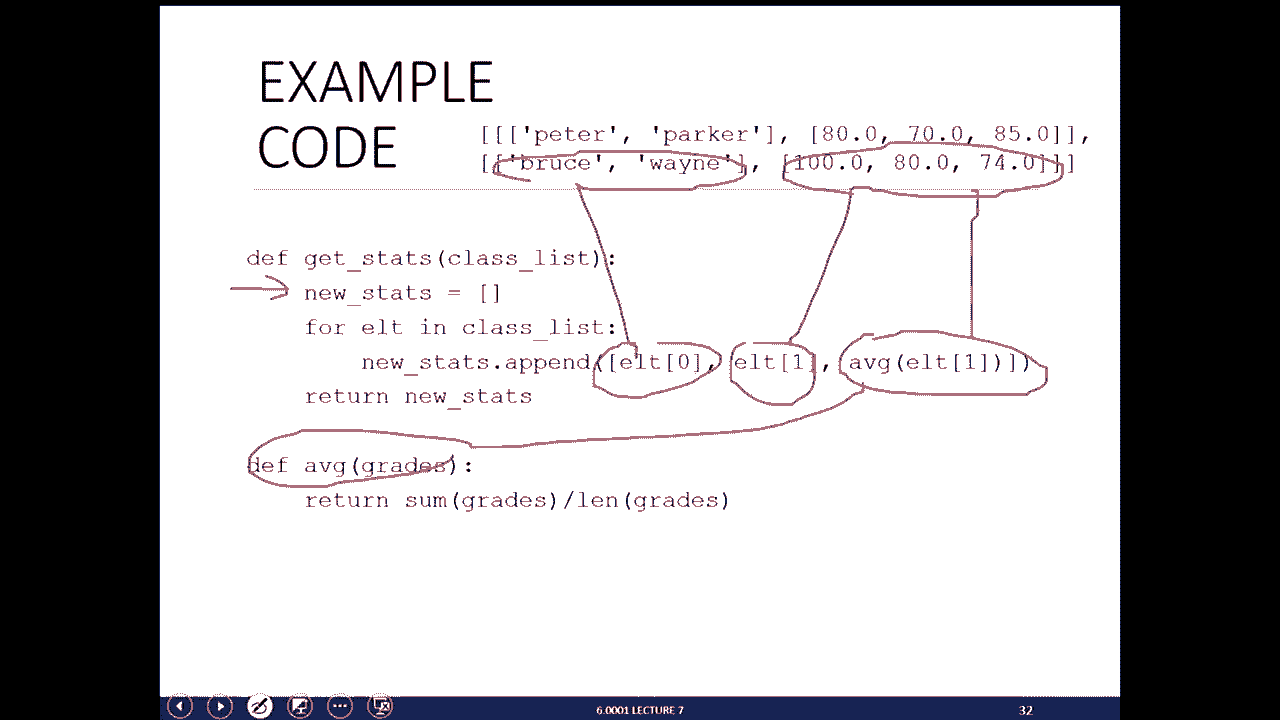 EXAMPLE
CODE
[[['peter', 'parker'], [80.0, 70.0, 85.0]],
[['bruce', 'wayne'], [100.0, 80.0, 74.0]]]
def get_stats(class_list):
new_stats = []
for elt in class_list:
new_stats.append([elt[0], elt[1], avg(elt[1])])
return new_stats
def avg(grades):
return sum(grades)/len(grades)
6.0001 LECTURE 7
32